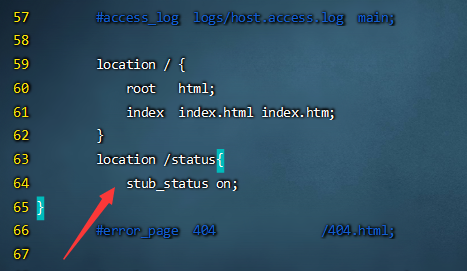 57 #access_log logs/host.access.log main;
58
59 location / {
60 root html;
61 index index.html index.htm;
62 }
63 location /status{
64 stub_status on;
65 }
66 #error_page 404 /404.html;
67